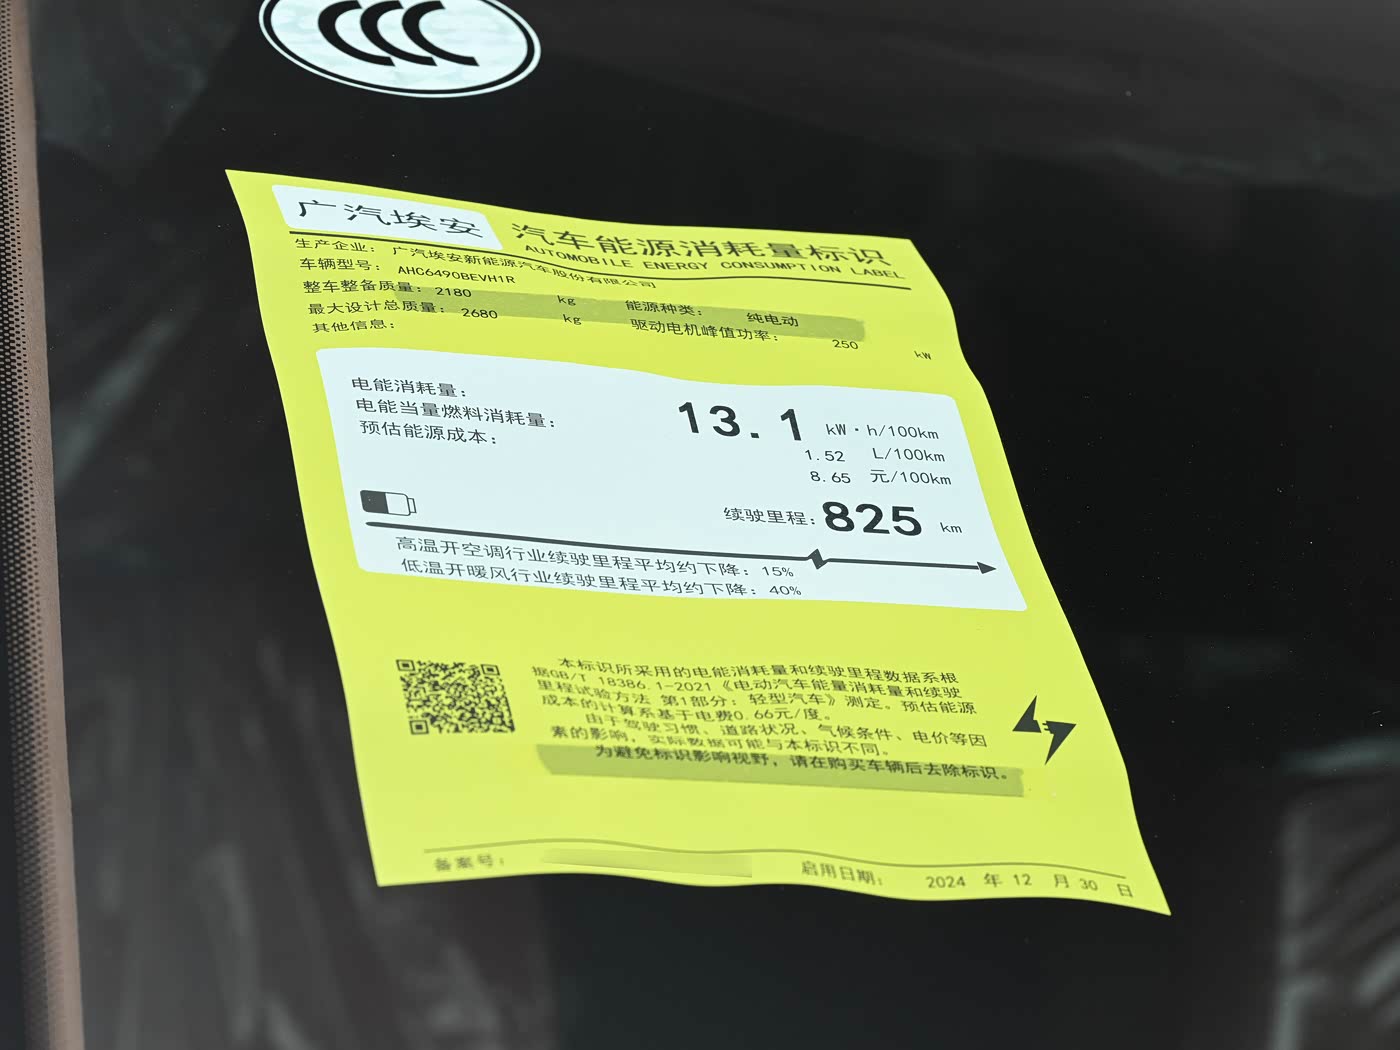 CCC
广汽埃安 汽车能源消耗量标识
AUTOMOBILE ENERGY CONSUMPTION LABEL
生产企业: 广汽埃安新能源汽车股份有限公司
车辆型号: AHC6490BEVH1R
整车整备质量: 2180 kg 能源种类: 纯电动
最大设计总质量: 2680 kg 驱动电机峰值功率: 250 kW
其他信息:
电能消耗量: 13.1 kW·h/100km
电能当量燃料消耗量: 1.52 L/100km
预估能源成本: 8.65 元/100km
续驶里程: 825 km
高温开空调行业续驶里程平均约下降: 15%
低温开暖风行业续驶里程平均约下降: 40%
本标识所采用的电能消耗量和续驶里程数据系根
据GB/T 18386.1-2021《电动汽车能量消耗量和续驶
里程试验方法 第1部分: 轻型汽车》测定。预估能源
成本的计算系基于电费0.66元/度。
由于驾驶习惯、道路状况、气候条件、电价等因
素的影响, 实际数据可能与本标识不同。
为避免标识影响视野, 请在购买车辆后去除标识。
备案号:
启用日期: 2024 年 12 月 30 日